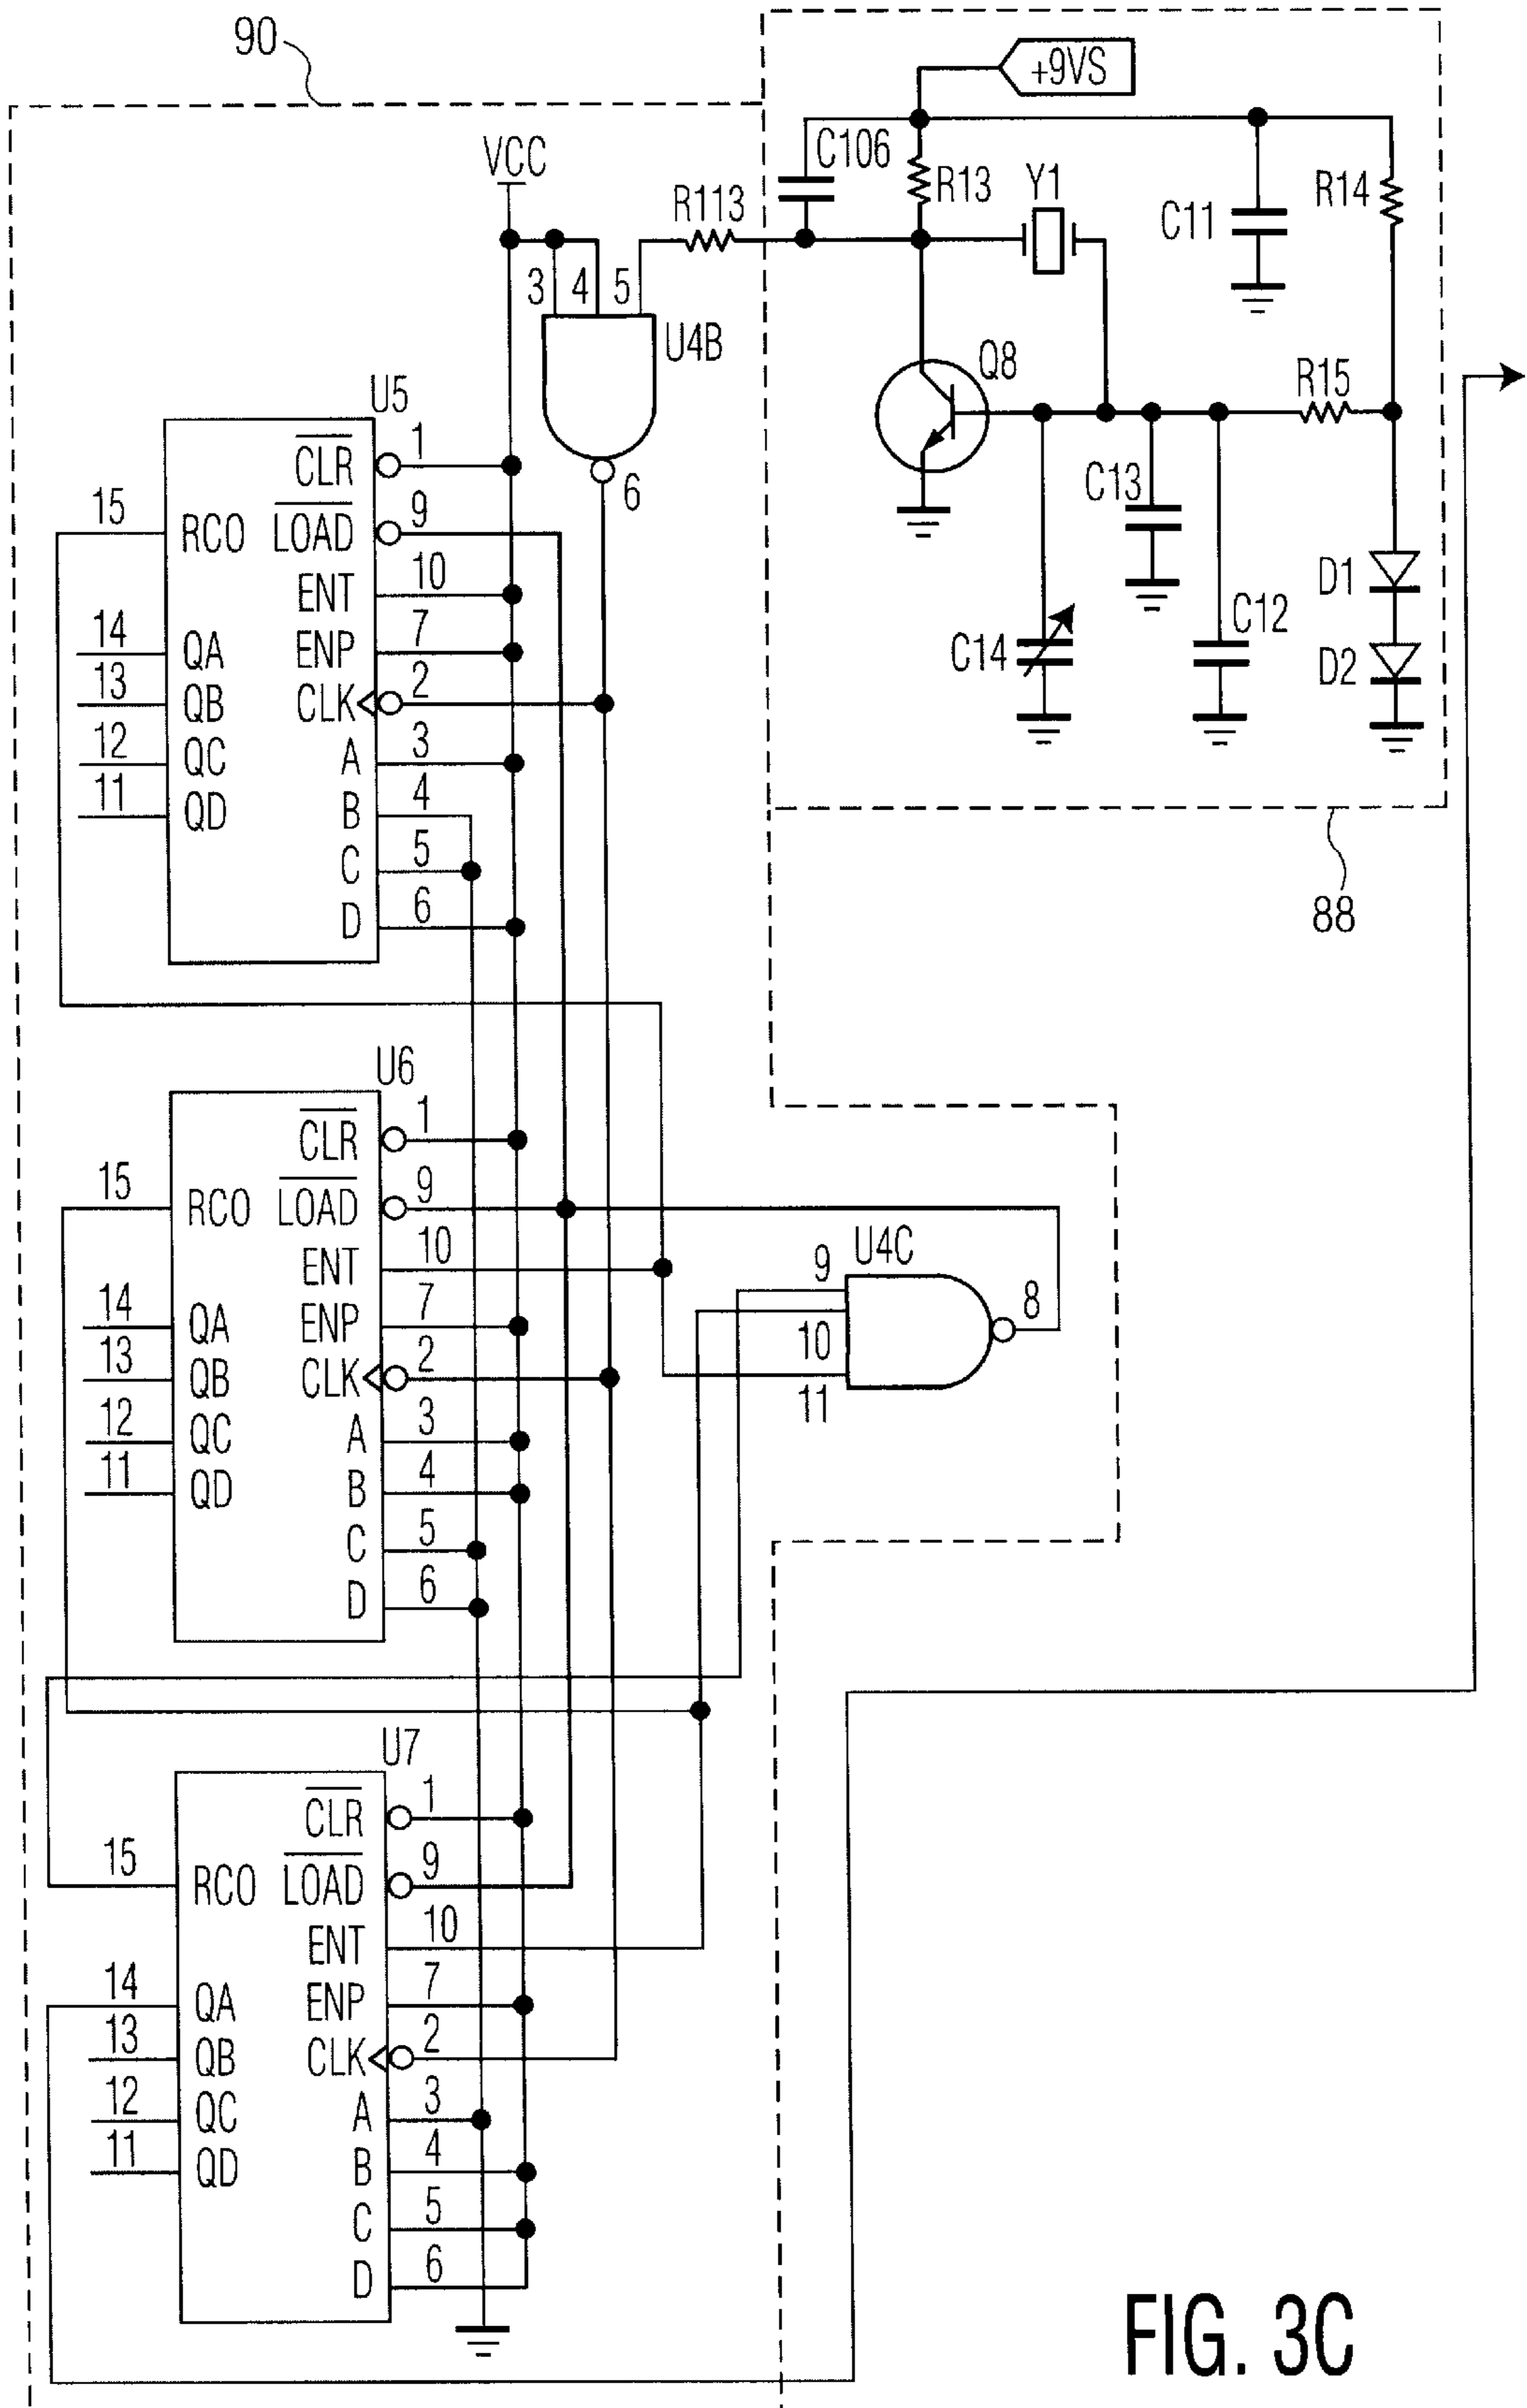 90
+9VS
VCC
C106
R13
Y1
R113
C11
R14
3 4 5
U4B
Q8
R15
6
C13
C14
C12
D1
D2
88
U5
CLR 1
15 RCO LOAD 9
ENT 10
14 QA ENP 7
13 QB CLK 2
12 QC A 3
11 QD B 4
C 5
D 6
U6
CLR 1
15 RCO LOAD 9
ENT 10
14 QA ENP 7
13 QB CLK 2
12 QC A 3
11 QD B 4
C 5
D 6
U4C
9
10
11
8
U7
CLR 1
15 RCO LOAD 9
ENT 10
14 QA ENP 7
13 QB CLK 2
12 QC A 3
11 QD B 4
C 5
D 6
FIG. 3C